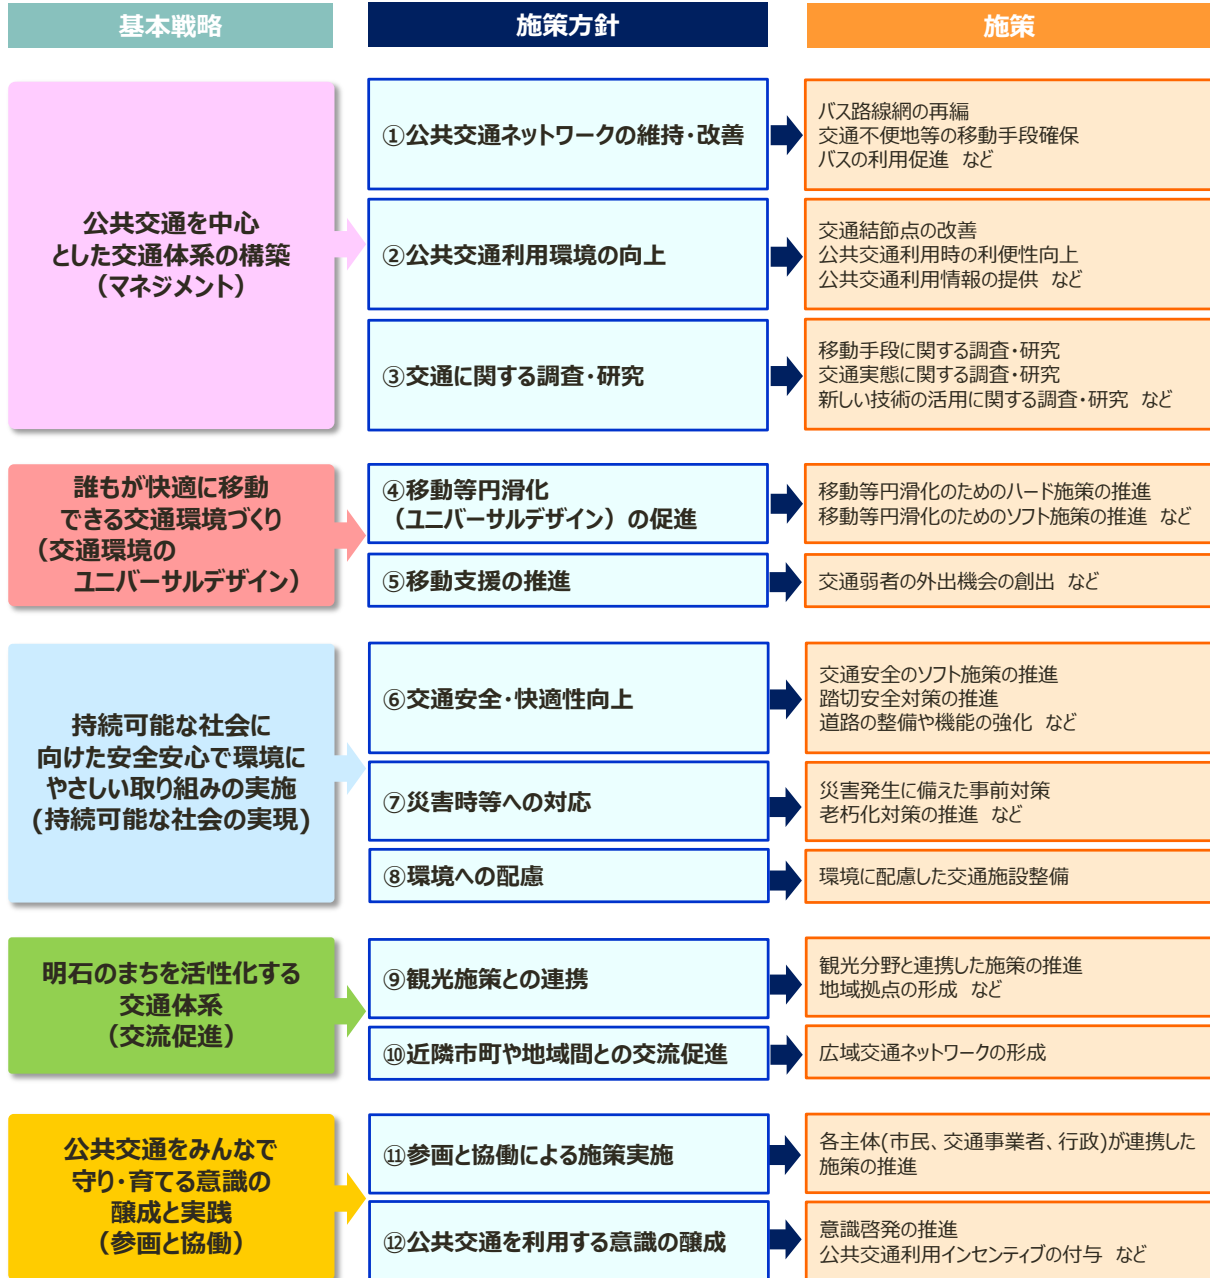 基本戦略
施策方針
施策
公共交通を中心
とした交通体系の構築
（マネジメント）
①公共交通ネットワークの維持・改善
バス路線網の再編
交通不便地等の移動手段確保
バスの利用促進 など
②公共交通利用環境の向上
交通結節点の改善
公共交通利用時の利便性向上
公共交通利用情報の提供 など
③交通に関する調査・研究
移動手段に関する調査・研究
交通実態に関する調査・研究
新しい技術の活用に関する調査・研究 など
誰もが快適に移動
できる交通環境づくり
（交通環境の
ユニバーサルデザイン）
④移動等円滑化
（ユニバーサルデザイン）の促進
移動等円滑化のためのハード施策の推進
移動等円滑化のためのソフト施策の推進 など
⑤移動支援の推進
交通弱者の外出機会の創出 など
持続可能な社会に
向けた安全安心で環境に
やさしい取り組みの実施
(持続可能な社会の実現)
⑥交通安全・快適性向上
交通安全のソフト施策の推進
踏切安全対策の推進
道路の整備や機能の強化 など
⑦災害時等への対応
災害発生に備えた事前対策
老朽化対策の推進 など
⑧環境への配慮
環境に配慮した交通施設整備
明石のまちを活性化する
交通体系
（交流促進）
⑨観光施策との連携
観光分野と連携した施策の推進
地域拠点の形成 など
⑩近隣市町や地域間との交流促進
広域交通ネットワークの形成
公共交通をみんなで
守り・育てる意識の
醸成と実践
（参画と協働）
⑪参画と協働による施策実施
各主体(市民、交通事業者、行政)が連携した
施策の推進
⑫公共交通を利用する意識の醸成
意識啓発の推進
公共交通利用インセンティブの付与 など